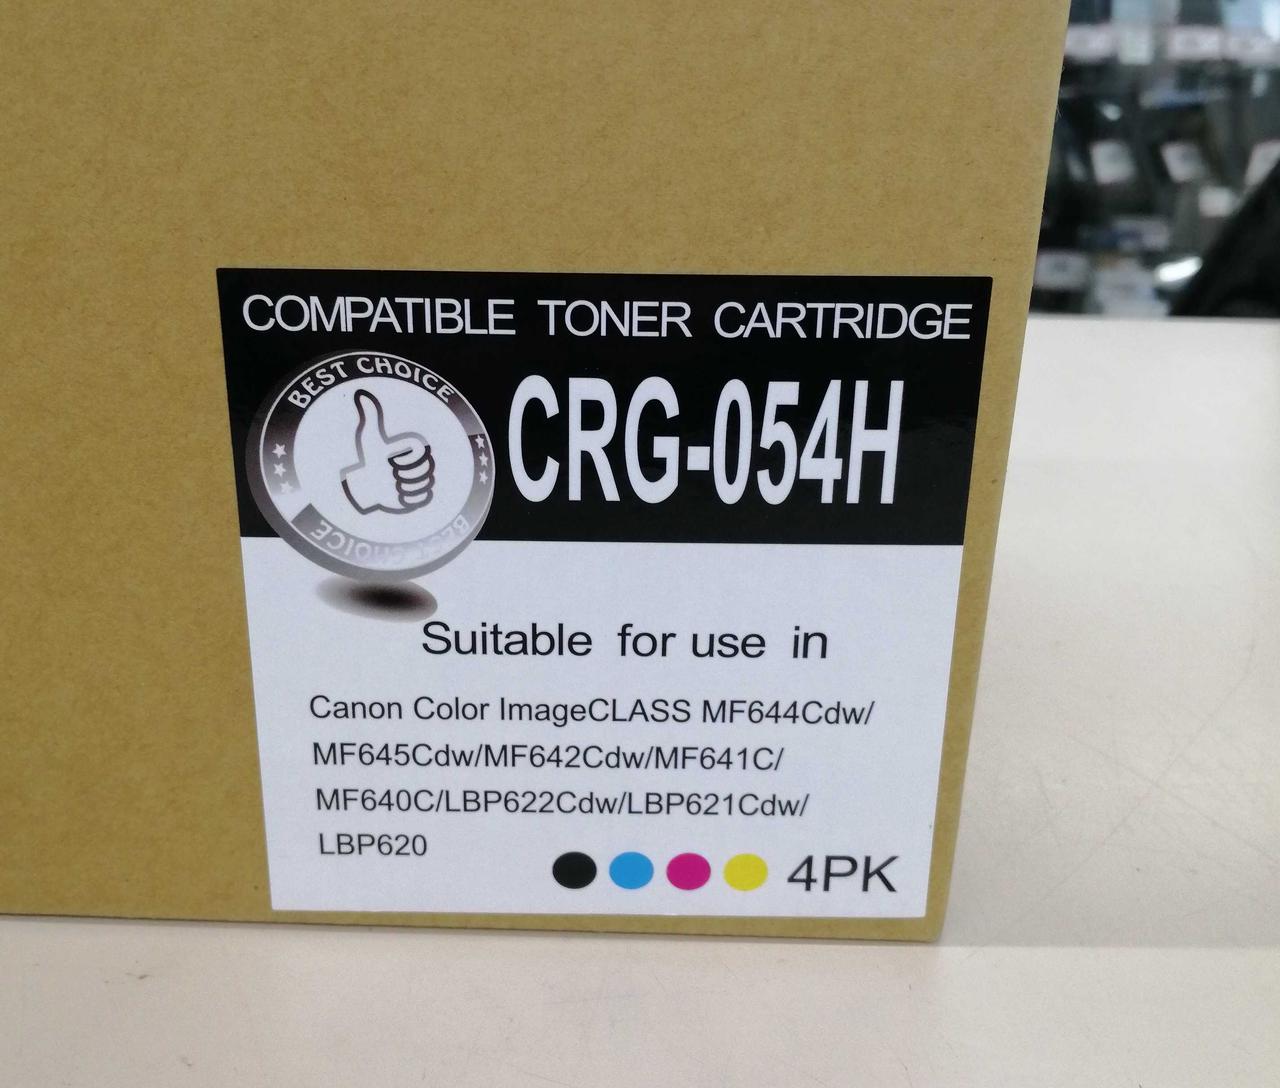 COMPATIBLE TONER CARTRIDGE
BEST CHOICE
CRG-054H
BEST CHOICE
Suitable for use in
Canon Color ImageCLASS MF644Cdw/
MF645Cdw/MF642Cdw/MF641C/
MF640C/LBP622Cdw/LBP621Cdw/
LBP620
4PK